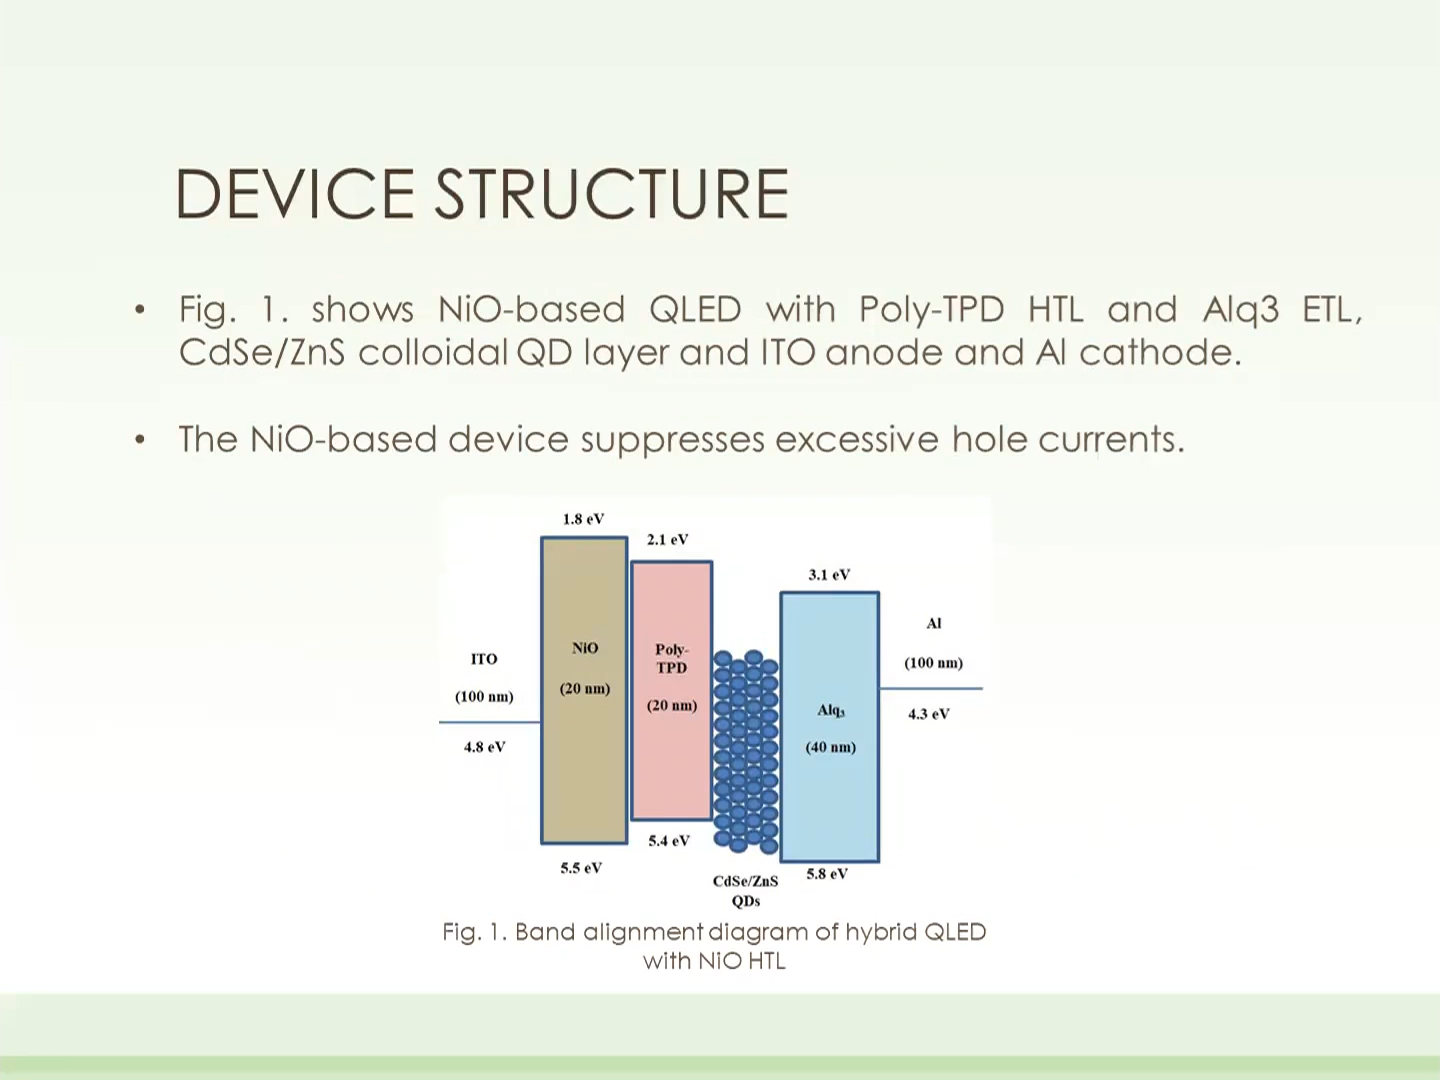 DEVICE STRUCTURE
• Fig. 1. shows NiO-based QLED with Poly-TPD HTL and Alq3 ETL,
CdSe/ZnS colloidal QD layer and ITO anode and Al cathode.
• The NiO-based device suppresses excessive hole currents.
1.8 eV
2.1 eV
3.1 eV
ITO
(100 nm)
4.8 eV
NiO
(20 nm)
5.5 eV
Poly-
TPD
(20 nm)
5.4 eV
CdSe/ZnS
QDs
Alq₃
(40 nm)
5.8 eV
Al
(100 nm)
4.3 eV
Fig. 1. Band alignment diagram of hybrid QLED
with NiO HTL